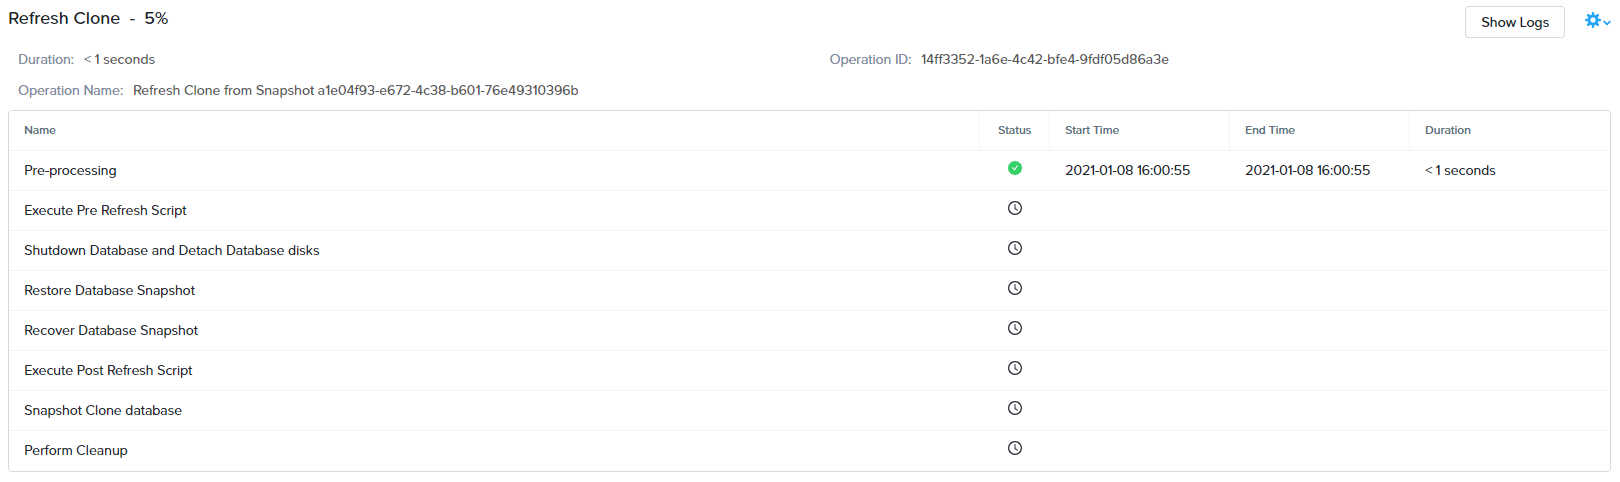 Refresh Clone - 5%
Show Logs
Duration: < 1 seconds Operation ID: 14ff3352-1a6e-4c42-bfe4-9fdf05d86a3e
Operation Name: Refresh Clone from Snapshot a1e04f93-e672-4c38-b601-76e49310396b
Name Status Start Time End Time Duration
Pre-processing 2021-01-08 16:00:55 2021-01-08 16:00:55 < 1 seconds
Execute Pre Refresh Script
Shutdown Database and Detach Database disks
Restore Database Snapshot
Recover Database Snapshot
Execute Post Refresh Script
Snapshot Clone database
Perform Cleanup